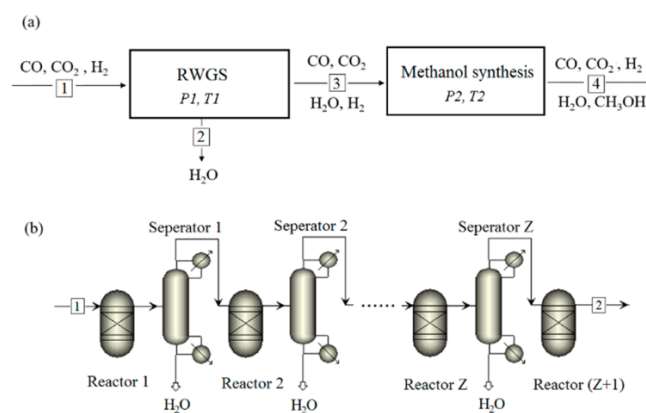 (a)
CO, CO₂ , H₂
1
RWGS
P1, T1
2
H₂O
CO, CO₂
3
H₂O, H₂
Methanol synthesis
P2, T2
CO, CO₂, H₂
4
H₂O, CH₃OH
(b)
Seperator 1
Seperator 2
Seperator Z
1
......
2
Reactor 1
Reactor 2
Reactor Z
Reactor (Z+1)
H₂O
H₂O
H₂O